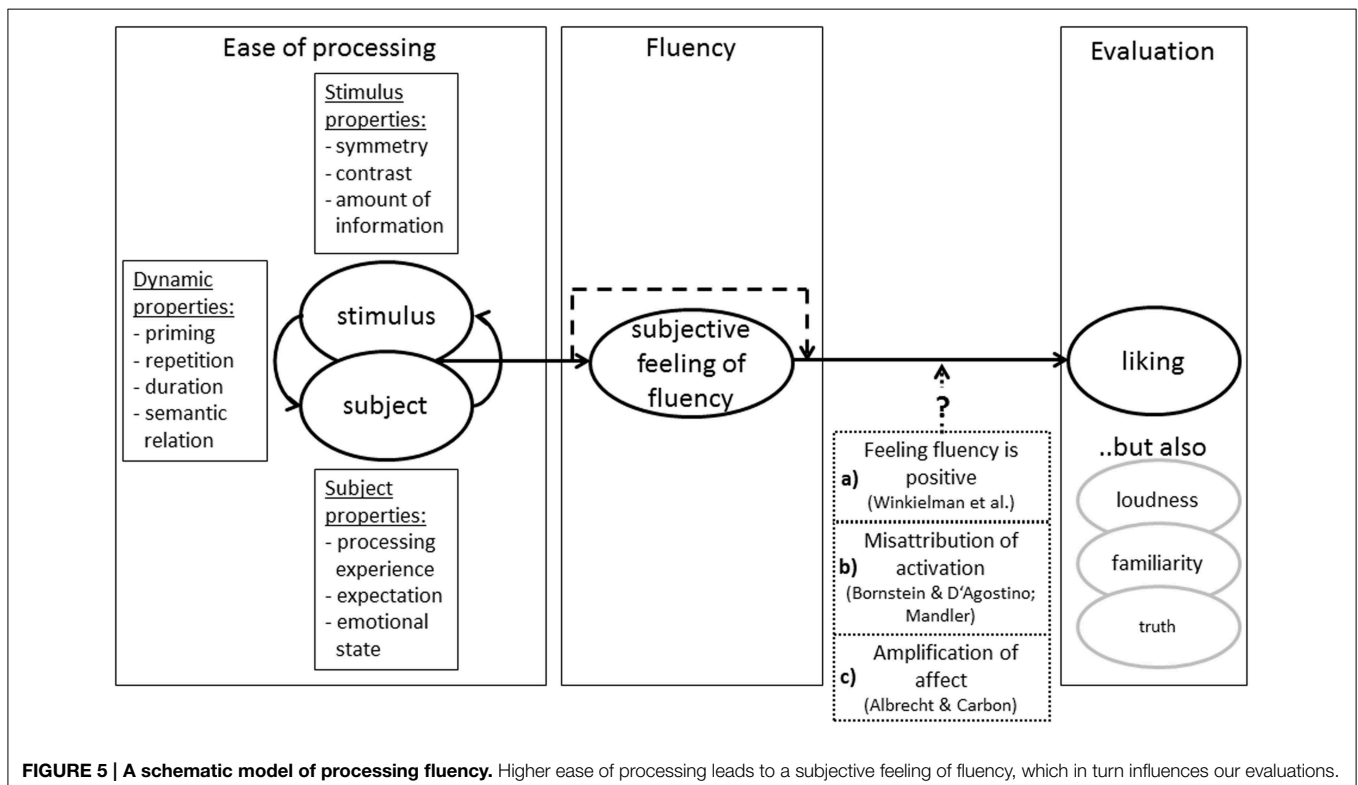 Ease of processing
Stimulus
properties:
- symmetry
- contrast
- amount of
information
Dynamic
properties:
- priming
- repetition
- duration
- semantic
relation
stimulus
subject
Subject
properties:
- processing
experience
- expectation
- emotional
state
Fluency
subjective
feeling of
fluency
?
a) Feeling fluency is
positive
(Winkielman et al.)
b) Misattribution of
activation
(Bornstein & D‘Agostino;
Mandler)
c) Amplification of
affect
(Albrecht & Carbon)
Evaluation
liking
..but also
loudness
familiarity
truth
FIGURE 5 | A schematic model of processing fluency. Higher ease of processing leads to a subjective feeling of fluency, which in turn influences our evaluations.